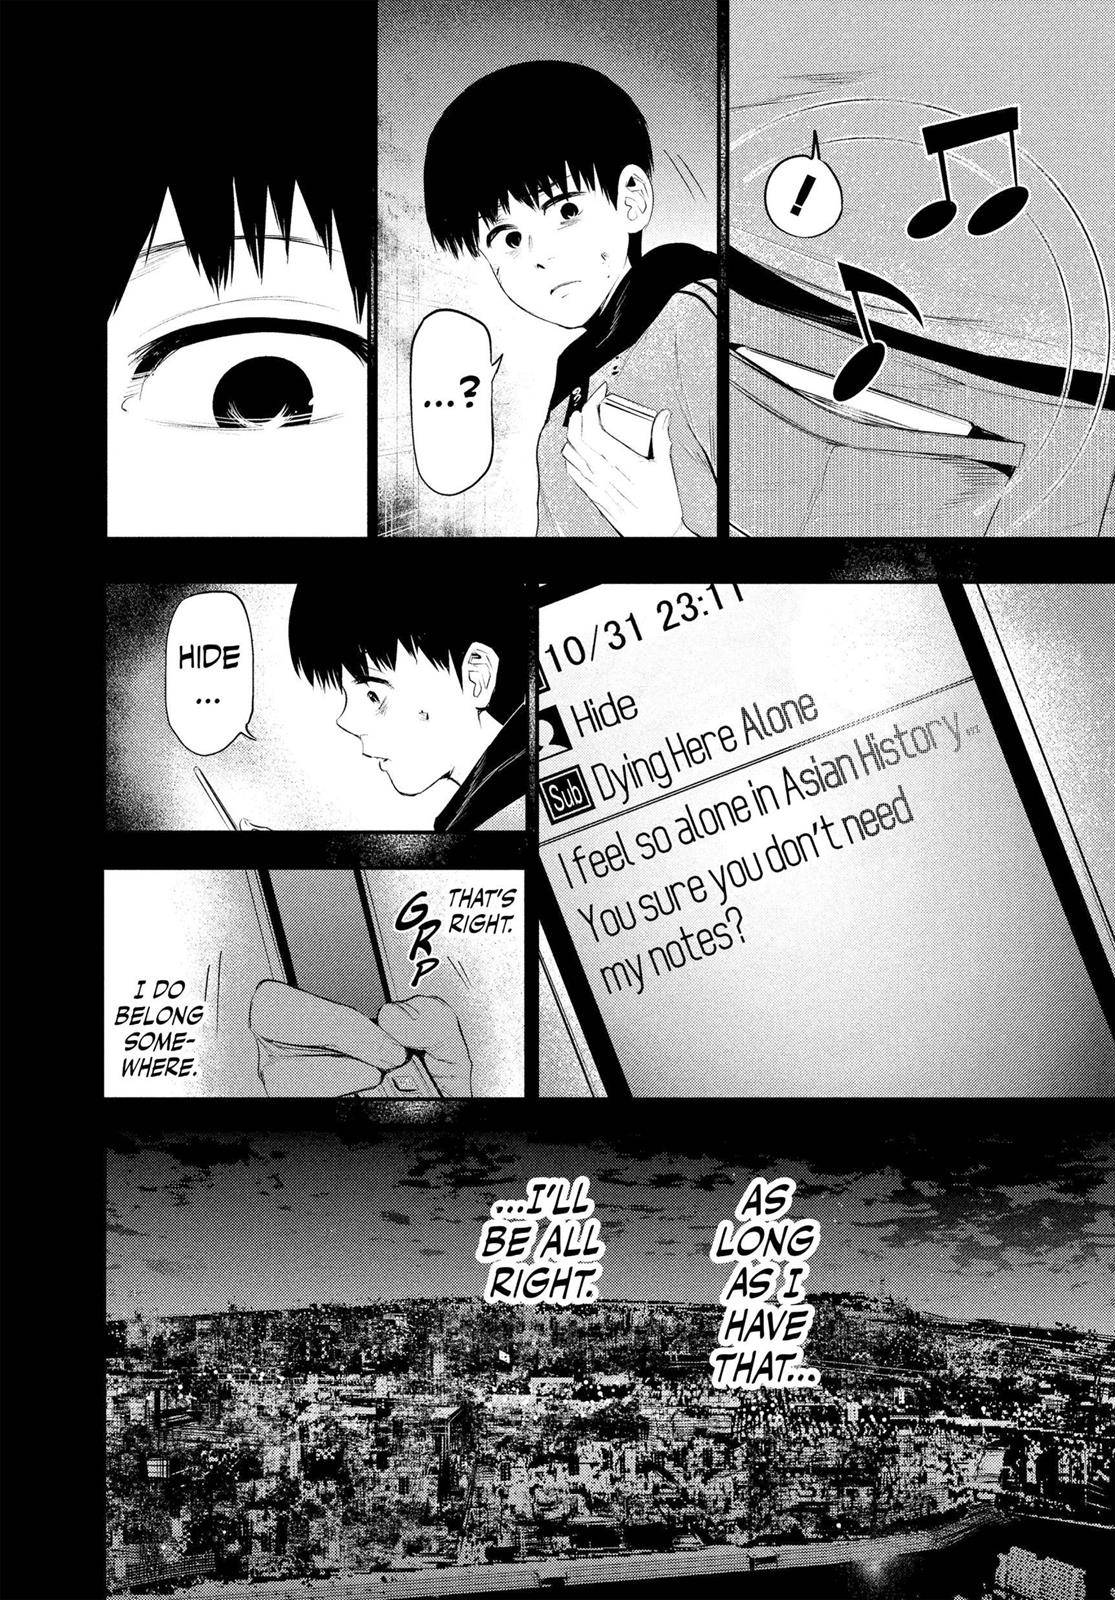 !
...?
10/31 23:11
Hide
Sub Dying Here Alone
I feel so alone in Asian History...
You sure you don't need
my notes?
HIDE
...
THAT'S
RIGHT.
GRP
I DO
BELONG
SOME-
WHERE.
AS
LONG
AS I
HAVE
THAT...
...I'LL
BE ALL
RIGHT.